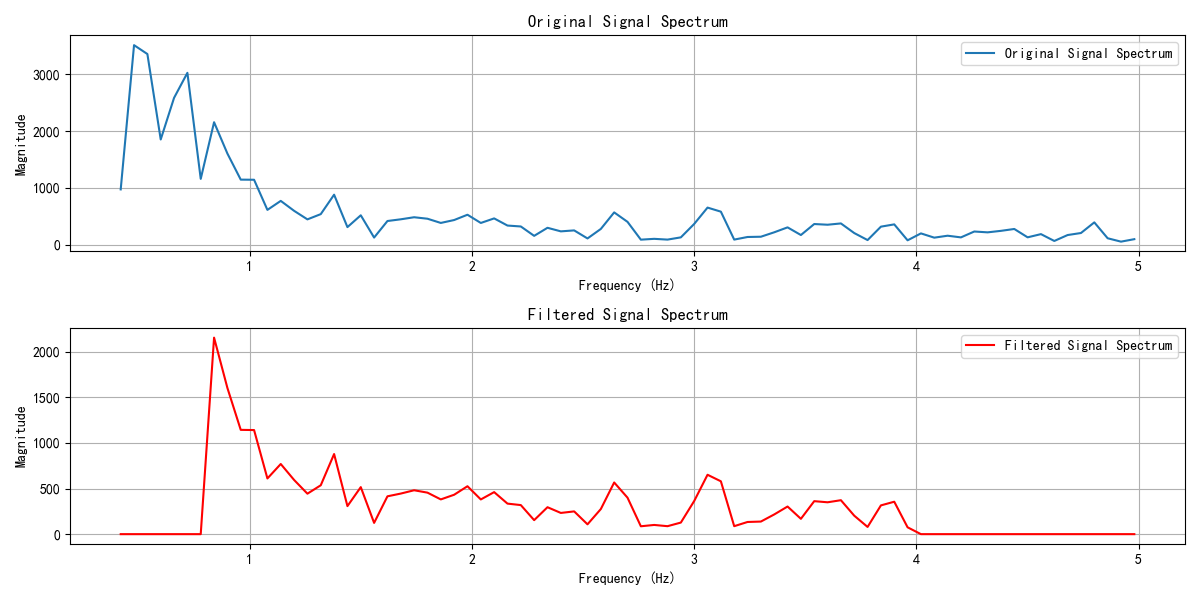 Original Signal Spectrum
Original Signal Spectrum
Magnitude
3000
2000
1000
0
1 2 3 4 5
Frequency (Hz)
Filtered Signal Spectrum
Filtered Signal Spectrum
Magnitude
2000
1500
1000
500
0
1 2 3 4 5
Frequency (Hz)